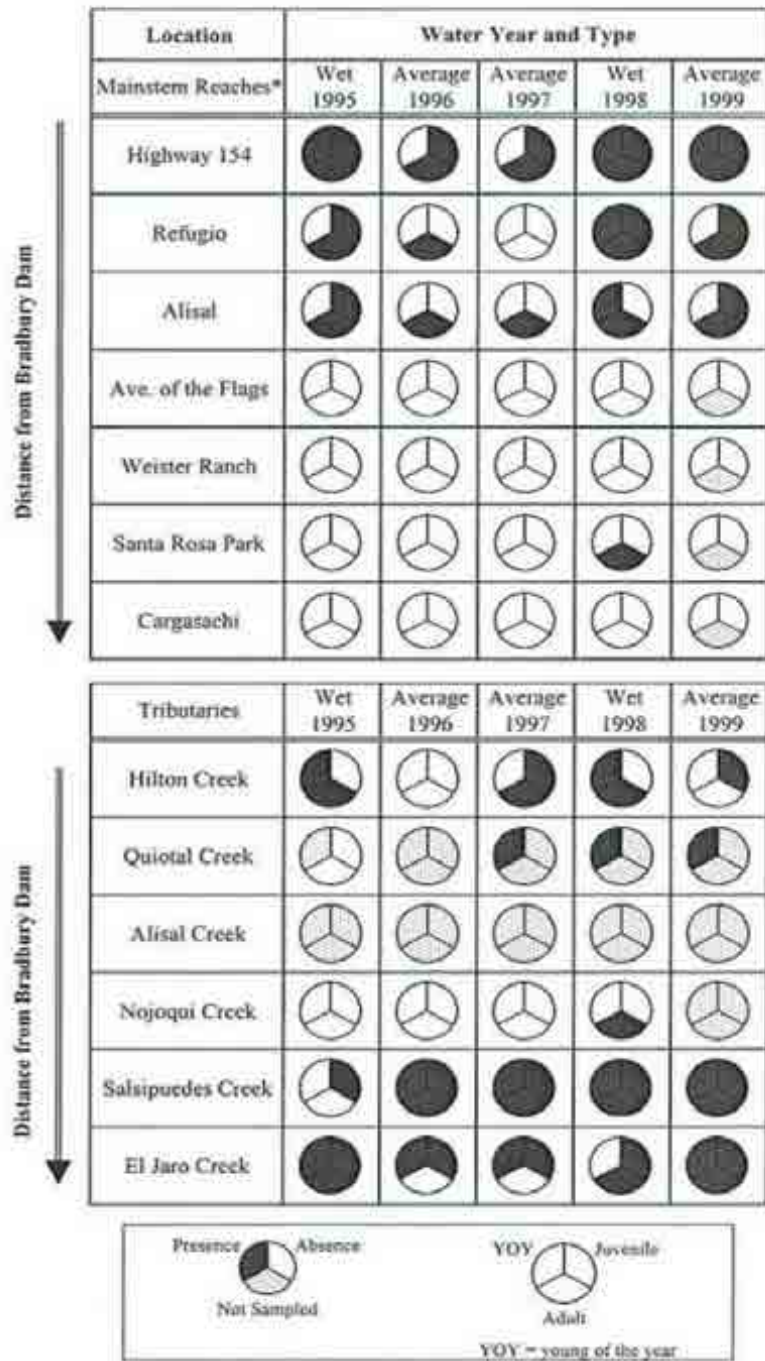 Location
Water Year and Type
Mainstem Reaches*
Wet 1995
Average 1996
Average 1997
Wet 1998
Average 1999
Distance from Bradbury Dam
Highway 154
Refugio
Alisal
Ave. of the Flags
Weister Ranch
Santa Rosa Park
Cargasachi
Tributaries
Wet 1995
Average 1996
Average 1997
Wet 1998
Average 1999
Distance from Bradbury Dam
Hilton Creek
Quiotal Creek
Alisal Creek
Nojoqui Creek
Salsipuedes Creek
El Jaro Creek
Presence
Absence
Not Sampled
YOY
Juvenile
Adult
YOY = young of the year